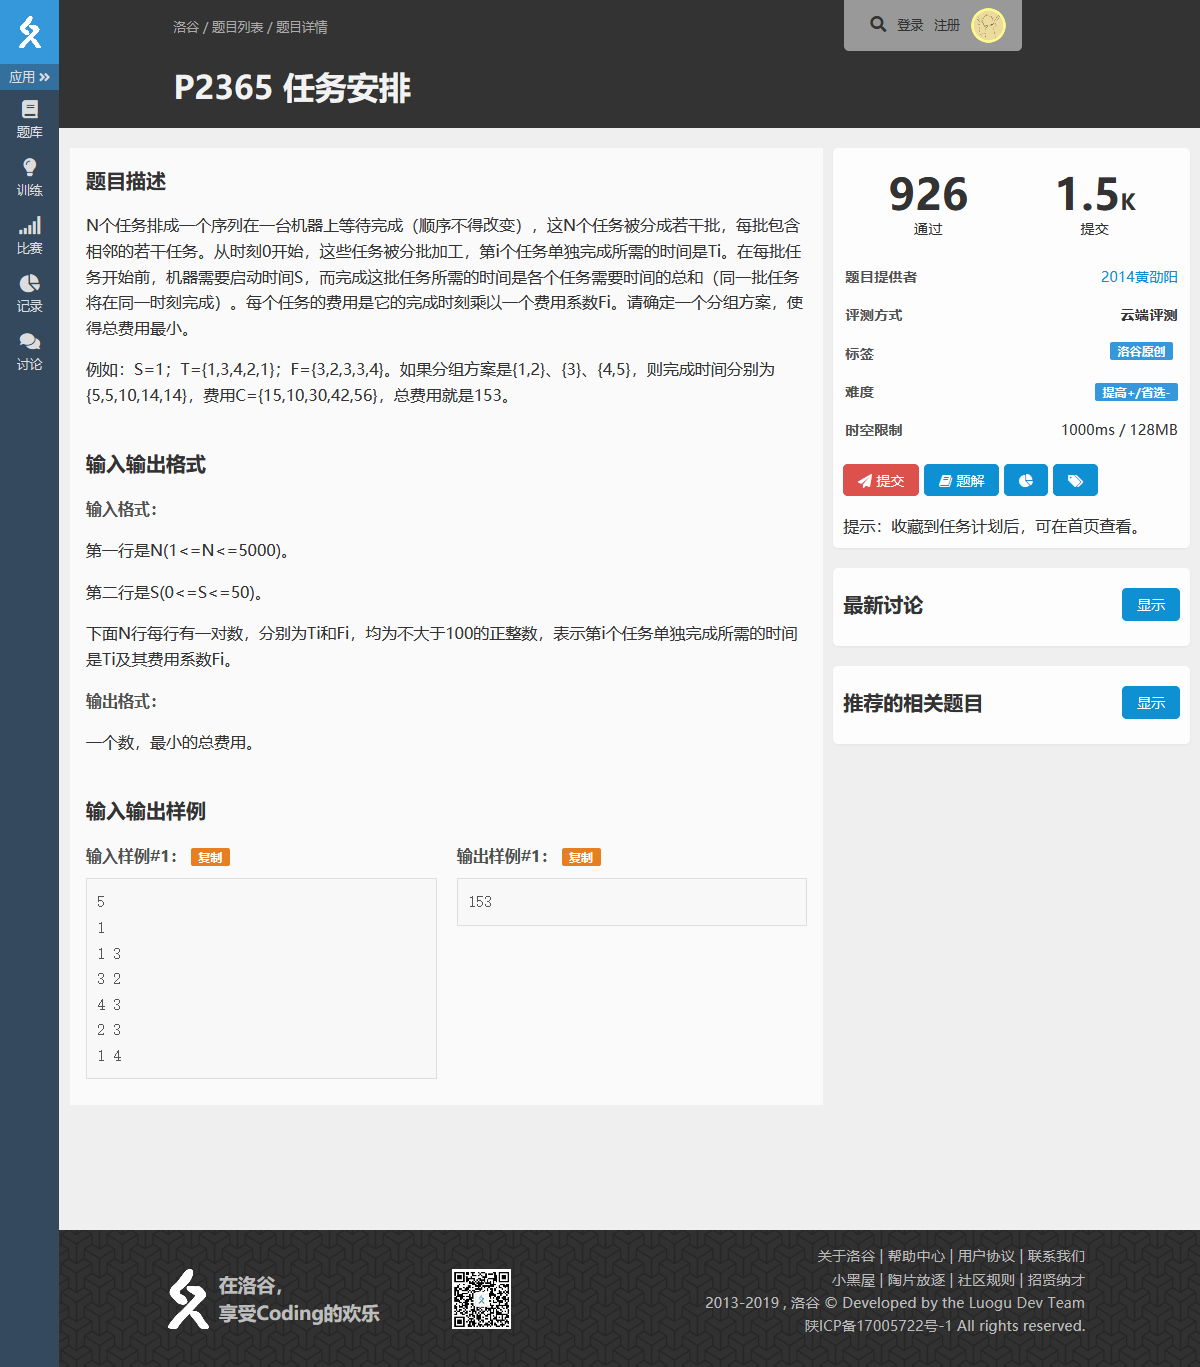 洛谷 / 题目列表 / 题目详情
登录 注册
P2365 任务安排
应用
题库
训练
比赛
记录
讨论
题目描述
N个任务排成一个序列在一台机器上等待完成（顺序不得改变），这N个任务被分成若干批，每批包含
相邻的若干任务。从时刻0开始，这些任务被分批加工，第i个任务单独完成所需的时间是Ti。在每批任
务开始前，机器需要启动时间S，而完成这批任务所需的时间是各个任务需要时间的总和（同一批任务
将在同一时刻完成）。每个任务的费用是它的完成时刻乘以一个费用系数Fi。请确定一个分组方案，使
得总费用最小。
例如：S=1；T={1,3,4,2,1}；F={3,2,3,3,4}。如果分组方案是{1,2}、{3}、{4,5}，则完成时间分别为
{5,5,10,14,14}，费用C={15,10,30,42,56}，总费用就是153。
输入输出格式
输入格式：
第一行是N(1<=N<=5000)。
第二行是S(0<=S<=50)。
下面N行每行有一对数，分别为Ti和Fi，均为不大于100的正整数，表示第i个任务单独完成所需的时间
是Ti及其费用系数Fi。
输出格式：
一个数，最小的总费用。
输入输出样例
输入样例#1： 复制
5
1
1 3
3 2
4 3
2 3
1 4
输出样例#1： 复制
153
926 1.5K
通过 提交
题目提供者 2014黄劭阳
评测方式 云端评测
标签 洛谷原创
难度 提高+/省选-
时空限制 1000ms / 128MB
提交 题解
提示：收藏到任务计划后，可在首页查看。
最新讨论 显示
推荐的相关题目 显示
在洛谷，
享受Coding的欢乐
关于洛谷 | 帮助中心 | 用户协议 | 联系我们
小黑屋 | 陶片放逐 | 社区规则 | 招贤纳才
2013-2019 , 洛谷 © Developed by the Luogu Dev Team
陕ICP备17005722号-1 All rights reserved.